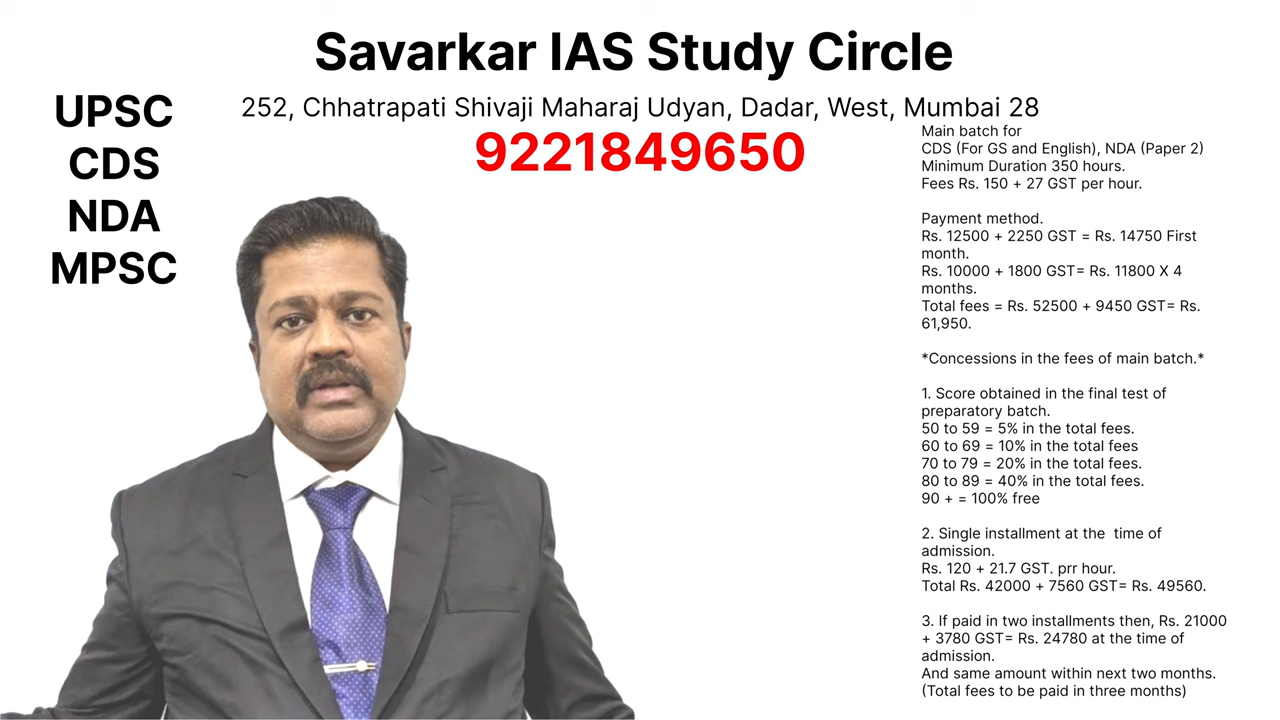 Savarkar IAS Study Circle
252, Chhatrapati Shivaji Maharaj Udyan, Dadar, West, Mumbai 28
9221849650
UPSC
CDS
NDA
MPSC
Main batch for
CDS (For GS and English), NDA (Paper 2)
Minimum Duration 350 hours.
Fees Rs. 150 + 27 GST per hour.
Payment method.
Rs. 12500 + 2250 GST = Rs. 14750 First
month.
Rs. 10000 + 1800 GST= Rs. 11800 X 4
months.
Total fees = Rs. 52500 + 9450 GST= Rs.
61,950.
*Concessions in the fees of main batch.*
1. Score obtained in the final test of
preparatory batch.
50 to 59 = 5% in the total fees.
60 to 69 = 10% in the total fees
70 to 79 = 20% in the total fees.
80 to 89 = 40% in the total fees.
90 + = 100% free
2. Single installment at the  time of
admission.
Rs. 120 + 21.7 GST. prr hour.
Total Rs. 42000 + 7560 GST= Rs. 49560.
3. If paid in two installments then, Rs. 21000
+ 3780 GST= Rs. 24780 at the time of
admission.
And same amount within next two months.
(Total fees to be paid in three months)